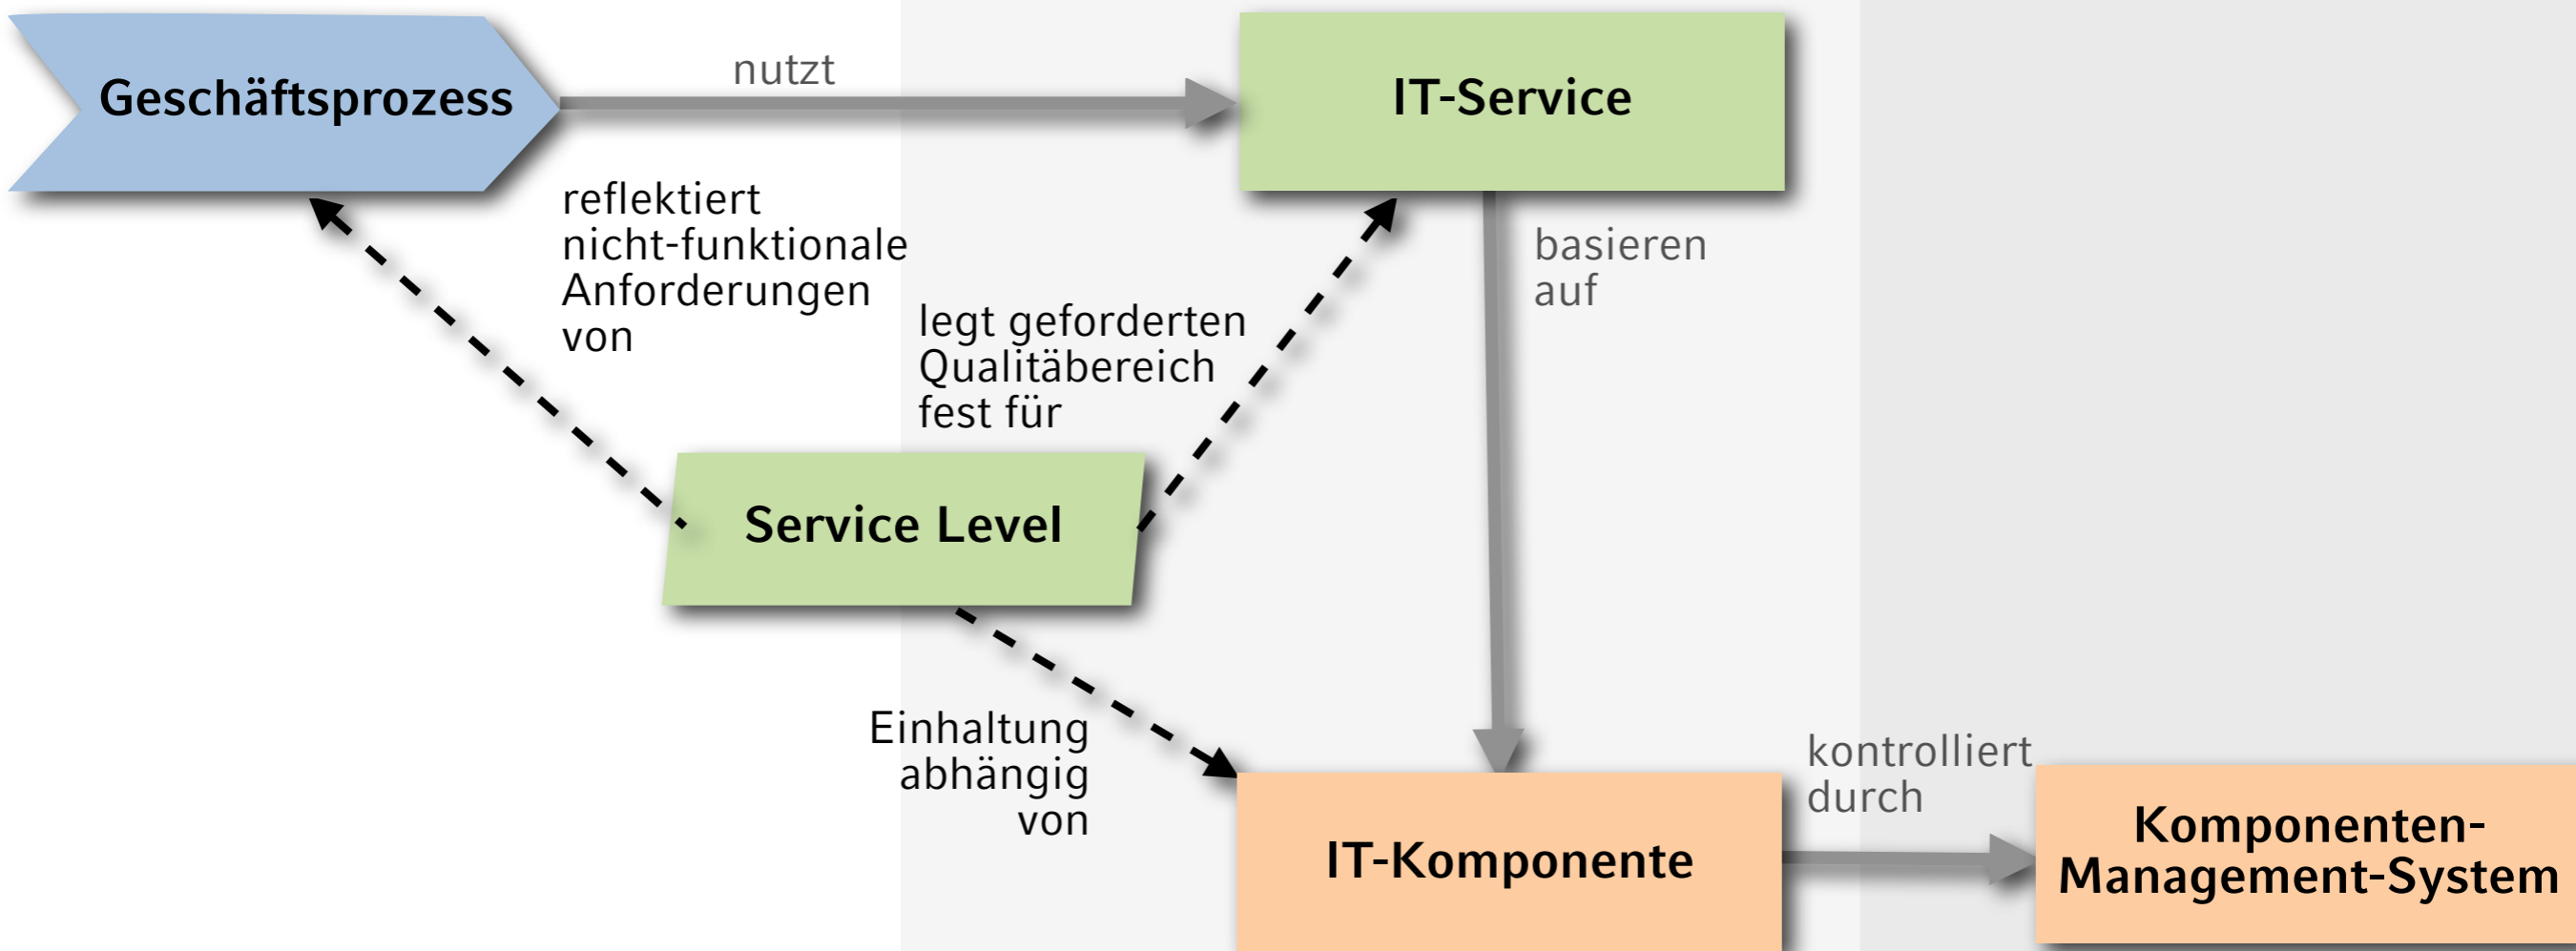 Geschäftsprozess
nutzt
IT-Service
reflektiert
nicht-funktionale
Anforderungen
von
legt geforderten
Qualitäbereich
fest für
basieren
auf
Service Level
Einhaltung
abhängig
von
IT-Komponente
kontrolliert
durch
Komponenten-
Management-System